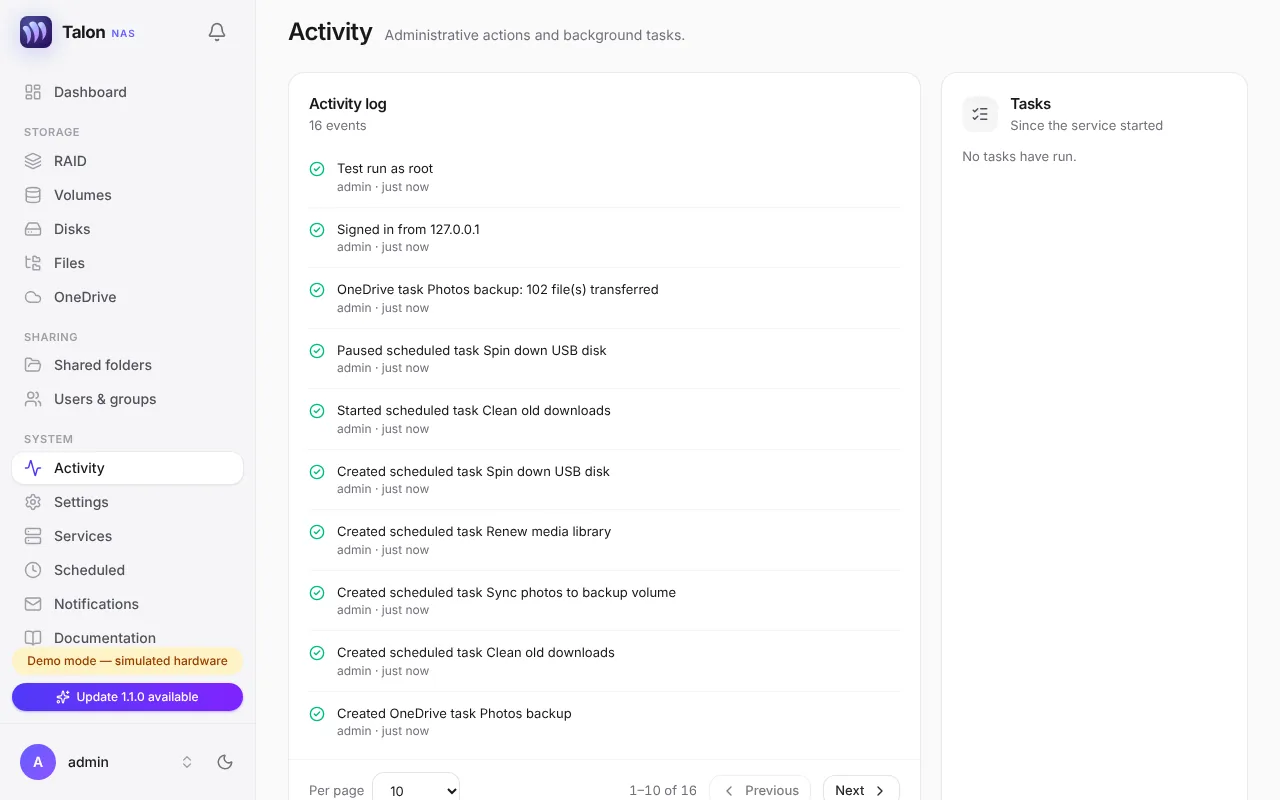 Talon NAS
Dashboard
STORAGE
RAID
Volumes
Disks
Files
OneDrive
SHARING
Shared folders
Users & groups
SYSTEM
Activity
Settings
Services
Scheduled
Notifications
Documentation
Demo mode — simulated hardware
Update 1.1.0 available
A admin
Activity Administrative actions and background tasks.
Activity log
16 events
Test run as root
admin · just now
Signed in from 127.0.0.1
admin · just now
OneDrive task Photos backup: 102 file(s) transferred
admin · just now
Paused scheduled task Spin down USB disk
admin · just now
Started scheduled task Clean old downloads
admin · just now
Created scheduled task Spin down USB disk
admin · just now
Created scheduled task Renew media library
admin · just now
Created scheduled task Sync photos to backup volume
admin · just now
Created scheduled task Clean old downloads
admin · just now
Created OneDrive task Photos backup
admin · just now
Per page 10 1–10 of 16 Previous Next
Tasks
Since the service started
No tasks have run.